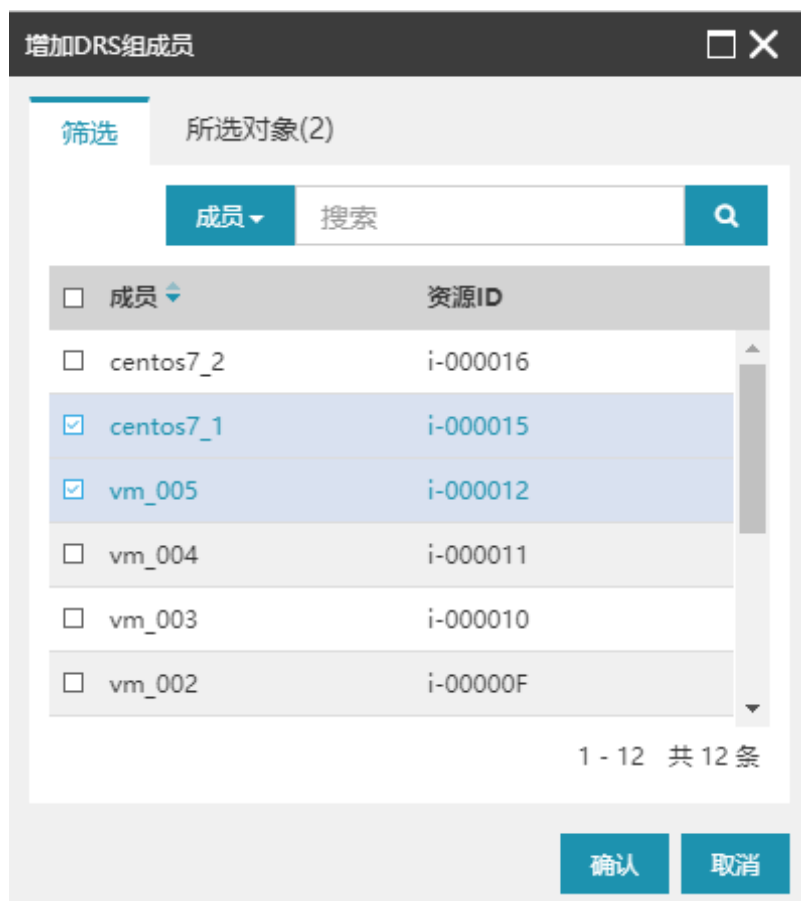 增加DRS组成员
筛选 所选对象(2)
成员 搜索
成员 资源ID
centos7_2 i-000016
centos7_1 i-000015
vm_005 i-000012
vm_004 i-000011
vm_003 i-000010
vm_002 i-00000F
1 - 12 共 12 条
确认 取消